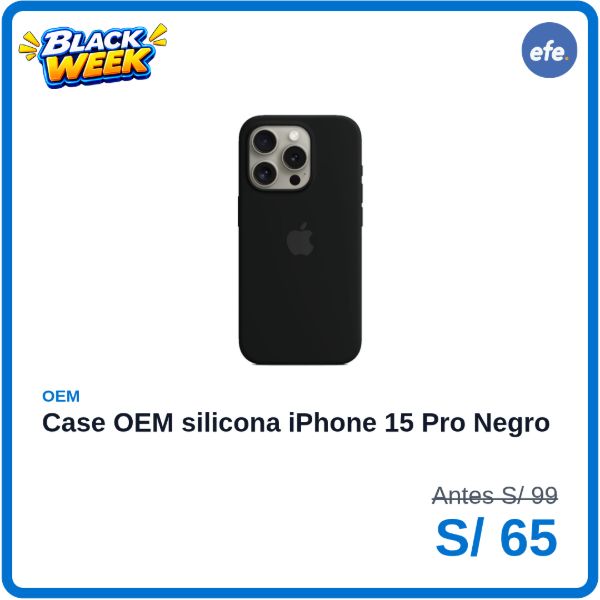 BLACK
WEEK
efe.
OEM
Case OEM silicona iPhone 15 Pro Negro
Antes S/ 99
S/ 65